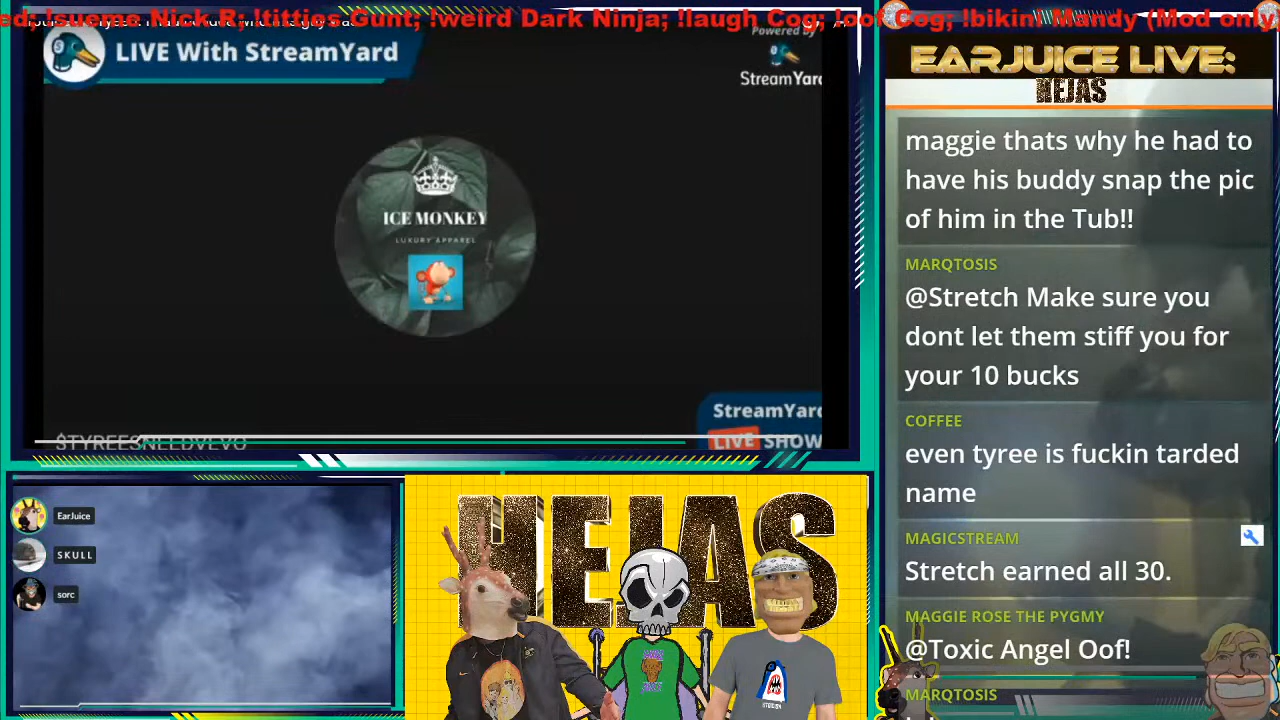 ed; !sueme Nick R; !titties Gunt; !weird Dark Ninja; !laugh Cog; !oof Cog; !bikini Mandy (Mod only,
LIVE With StreamYard
Powered By
StreamYard
ICE MONKEY
LUXURY APPAREL
StreamYard
LIVE SHOW
$TYREESNEEDVEVO
EarJuice
SKULL
sorc
HEJAS
EARJUICE LIVE:
HEJAS
maggie thats why he had to
have his buddy snap the pic
of him in the Tub!!
MARQTOSIS
@Stretch Make sure you
dont let them stiff you for
your 10 bucks
COFFEE
even tyree is fuckin tarded
name
MAGICSTREAM
Stretch earned all 30.
MAGGIE ROSE THE PYGMY
@Toxic Angel Oof!
MARQTOSIS